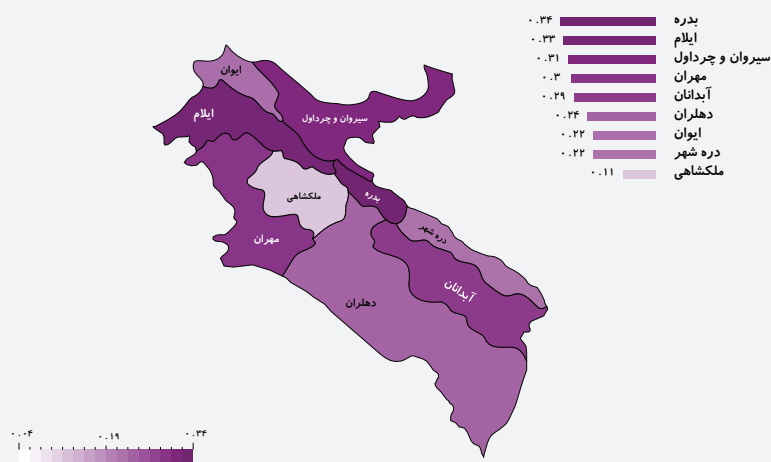 بدره ۰.۳۴
ایلام ۰.۳۳
سیروان و چرداول ۰.۳۱
مهران ۰.۳
آبدانان ۰.۲۹
دهلران ۰.۲۴
ایوان ۰.۲۲
دره شهر ۰.۲۲
ملکشاهی ۰.۱۱
ایوان
ایلام
سیروان و چرداول
ملکشاهی
بدره
دره شهر
مهران
آبدانان
دهلران
۰.۰۴ ۰.۱۹ ۰.۳۴